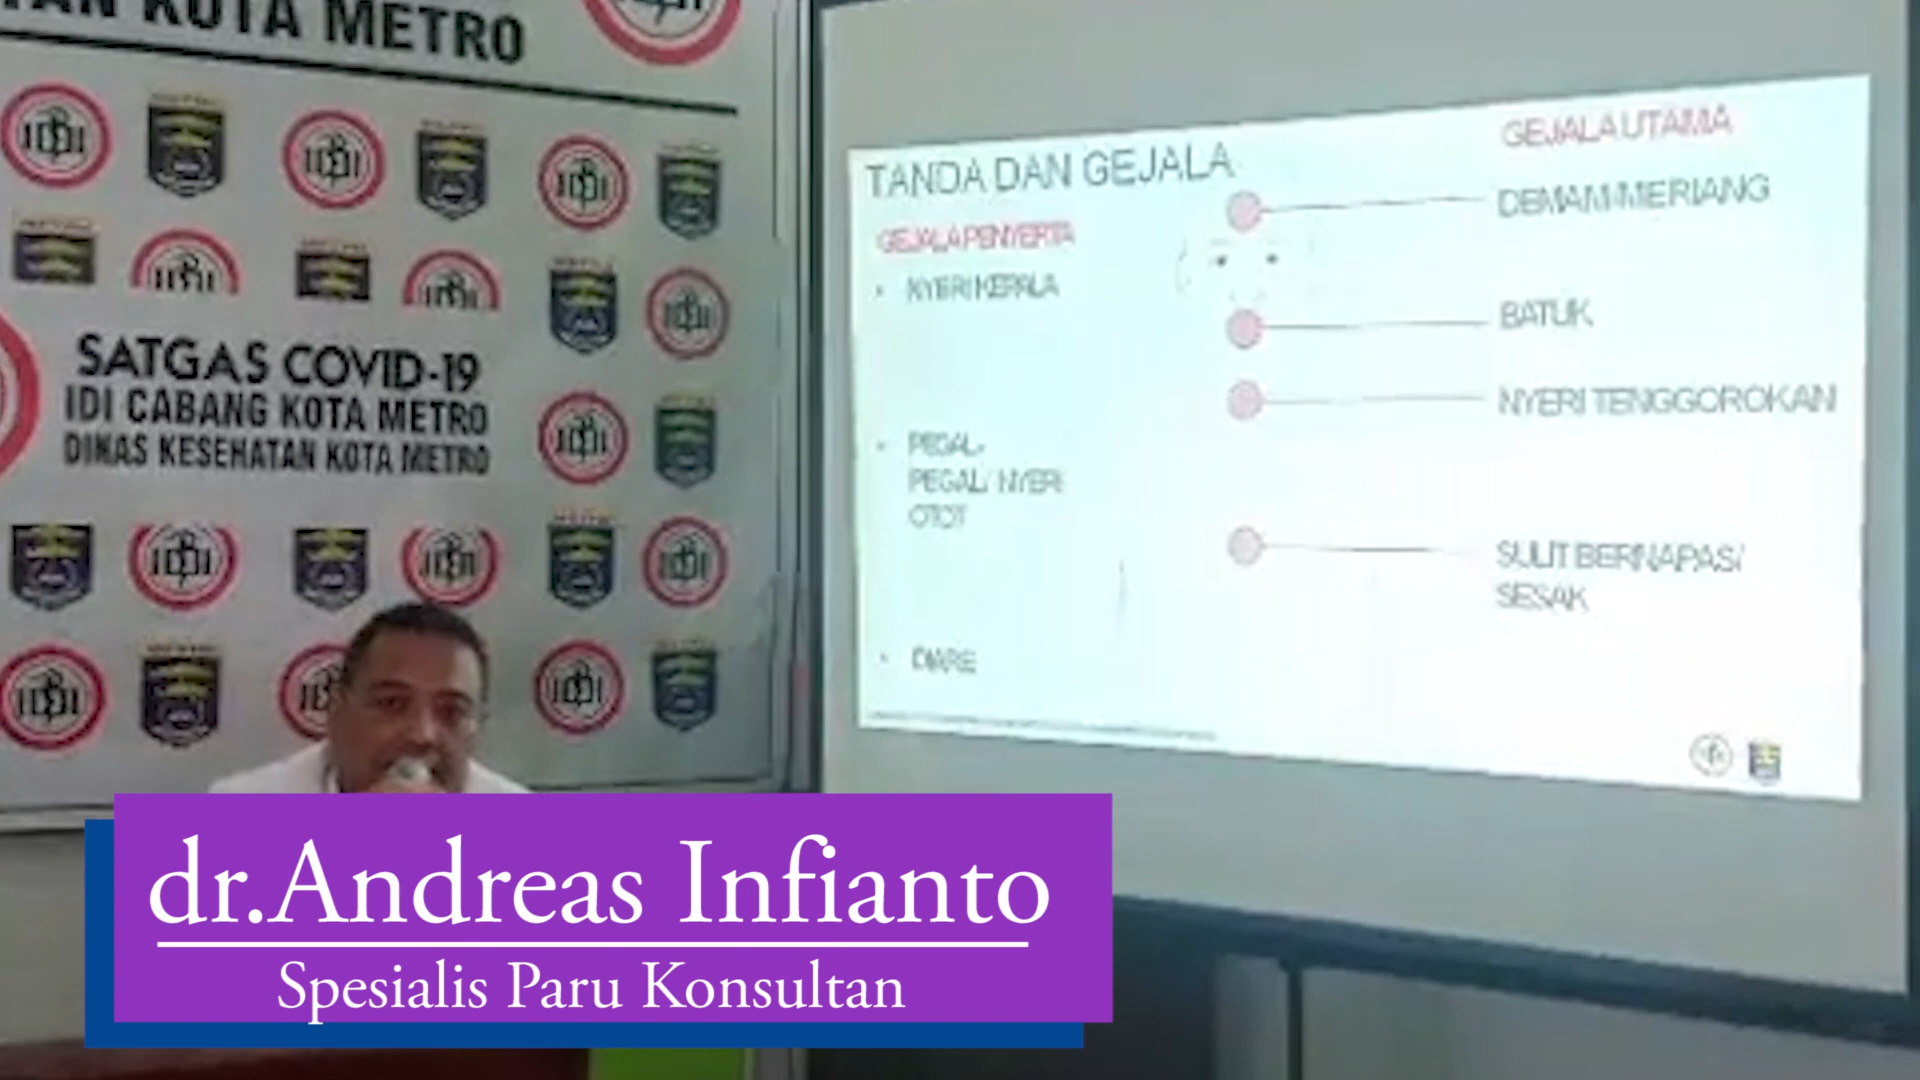 TAN KOTA METRO
SATGAS COVID-19
IDI CABANG KOTA METRO
DINAS KESEHATAN KOTA METRO
TANDA DAN GEJALA
GEJALA PENYERTA
• NYERI KEPALA
• PEGAL-
PEGAL/ NYERI
OTOT
• DIARE
GEJALA UTAMA
DEMAM/MERIANG
BATUK
NYERI TENGGOROKAN
SULIT BERNAPAS/
SESAK
dr.Andreas Infianto
Spesialis Paru Konsultan